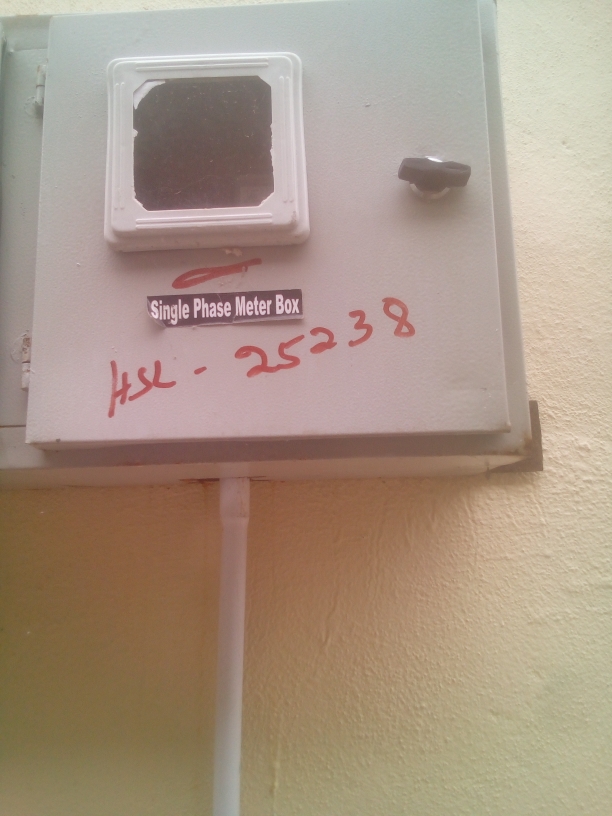 Single Phase Meter Box
HSL - 25238